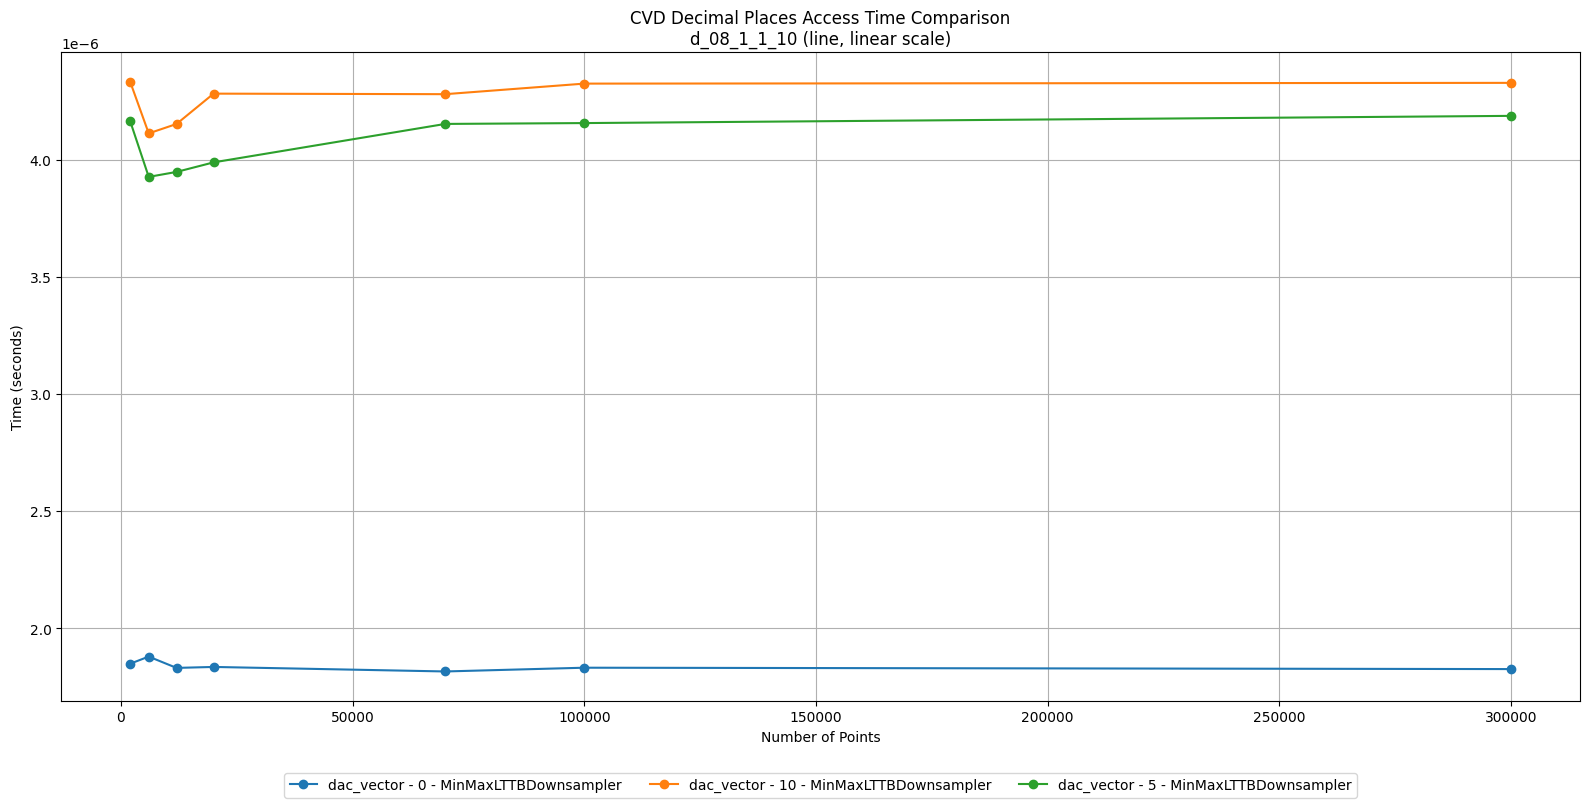 CVD Decimal Places Access Time Comparison
d_08_1_1_10 (line, linear scale)
1e−6
4.0
3.5
3.0
2.5
2.0
Time (seconds)
0 50000 100000 150000 200000 250000 300000
Number of Points
dac_vector - 0 - MinMaxLTTBDownsampler dac_vector - 10 - MinMaxLTTBDownsampler dac_vector - 5 - MinMaxLTTBDownsampler